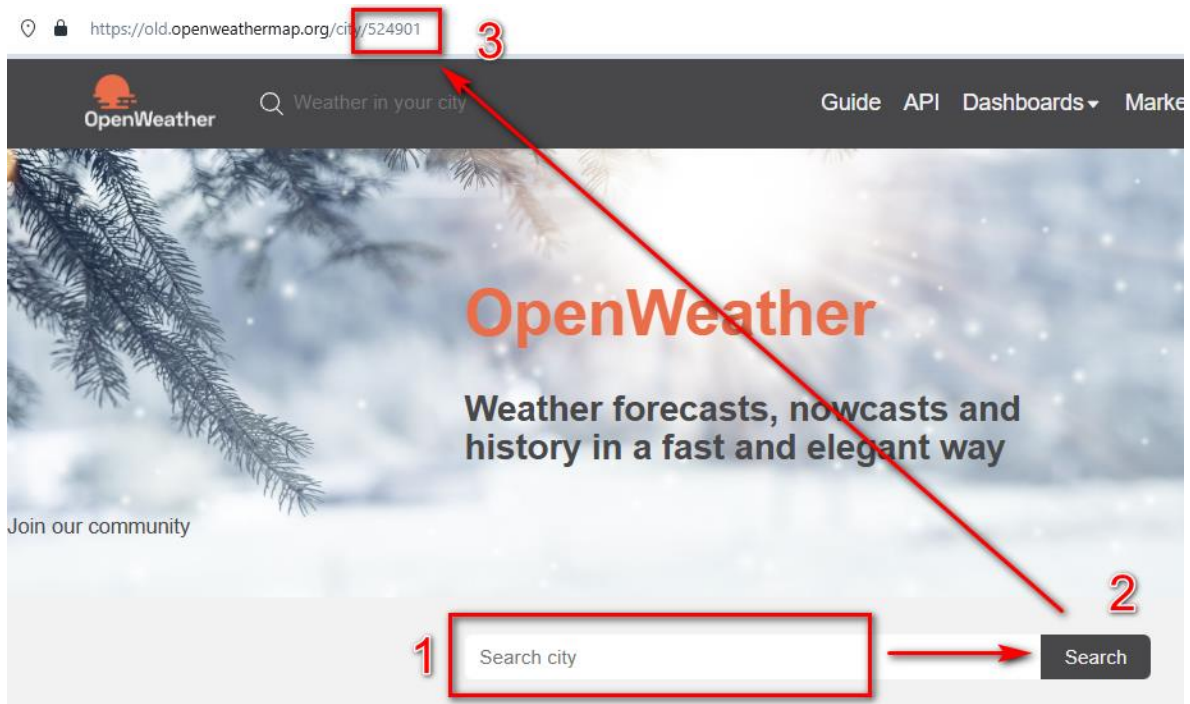 https://old.openweathermap.org/city/524901
3
OpenWeather
Weather in your city
Guide API Dashboards Marke
OpenWeather
Weather forecasts, nowcasts and
history in a fast and elegant way
Join our community
2
1
Search city
Search